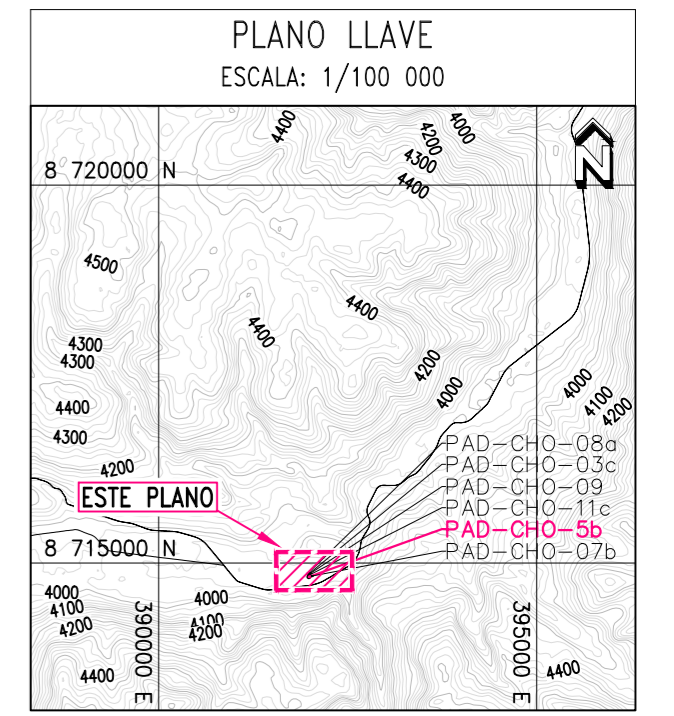 PLANO LLAVE
ESCALA: 1/100 000
4400
4000
4200
4300
4400
8 720000 N
N
4500
4400
4400
4300
4300
4200
4000
4000
4100
4200
4400
4300
4200
PAD-CHO-08a
PAD-CHO-03c
PAD-CHO-09
PAD-CHO-11c
PAD-CHO-5b
PAD-CHO-07b
ESTE PLANO
8 715000 N
4000
4100
4200
390000 E
4000
4100
4200
395000 E
4400
4400